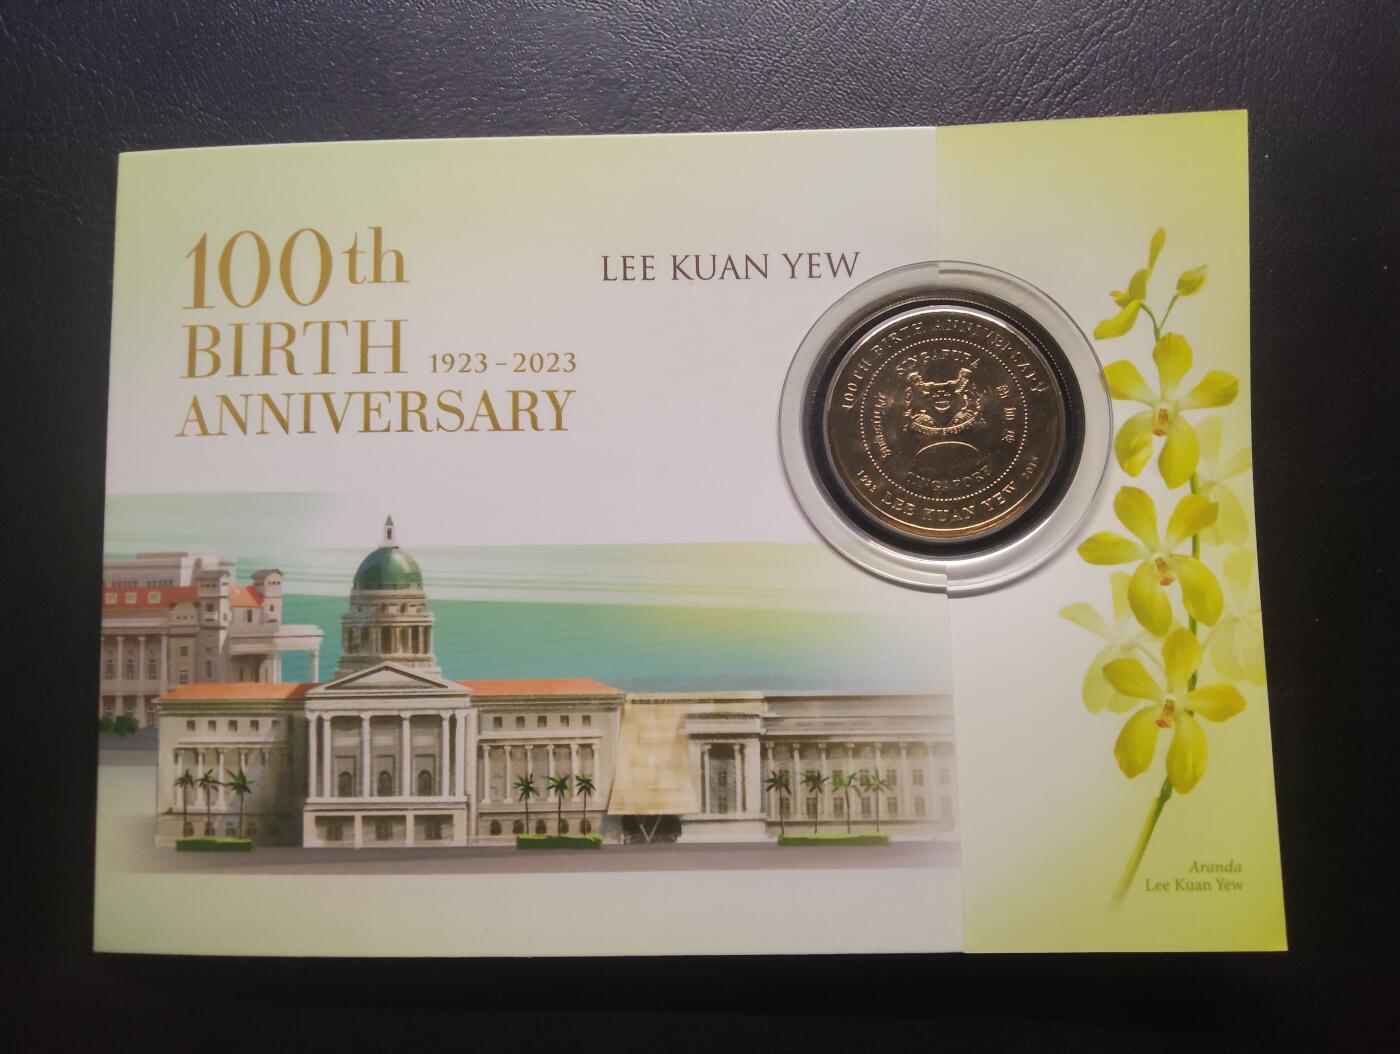 100th
BIRTH 1923 – 2023
ANNIVERSARY
LEE KUAN YEW
100TH BIRTH ANNIVERSARY
SINGAPURA
新加坡
SINGAPORE
LEE KUAN YEW
Aranda
Lee Kuan Yew